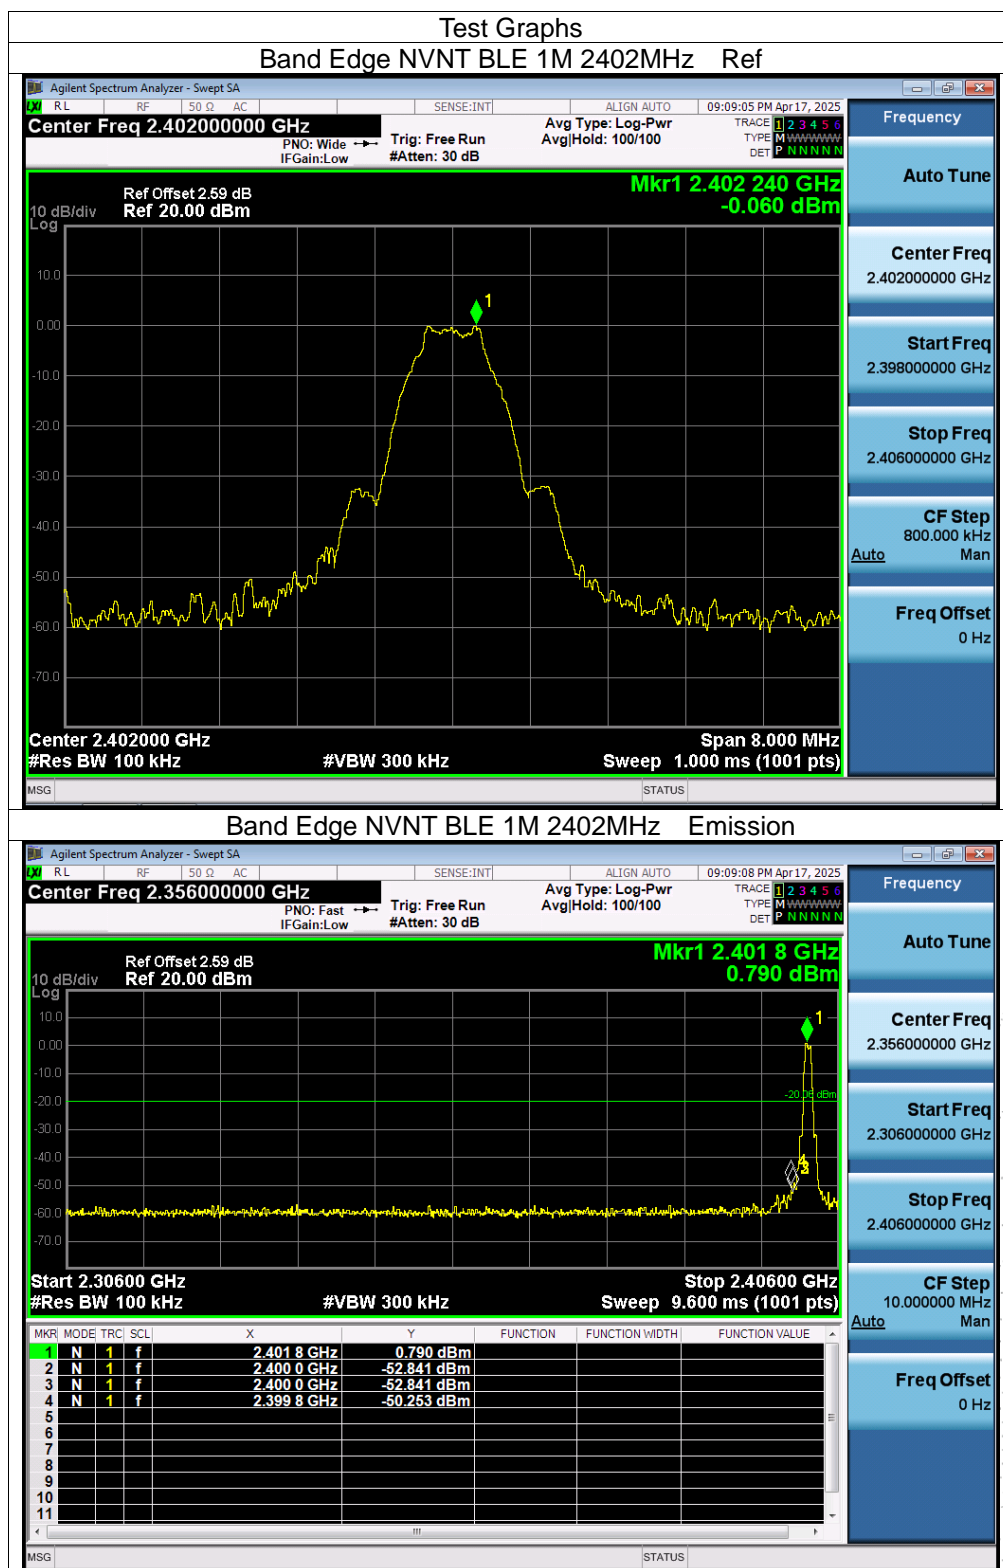 Test Graphs
Band Edge NVNT BLE 1M 2402MHz Ref
Agilent Spectrum Analyzer - Swept SA
LXI RL RF 50 Ω AC SENSE:INT ALIGN AUTO 09:09:05 PM Apr 17, 2025
Center Freq 2.402000000 GHz
PNO: Wide
IFGain:Low
Trig: Free Run
#Atten: 30 dB
Avg Type: Log-Pwr
Avg|Hold: 100/100
TRACE 1 2 3 4 5 6
TYPE M WWWWW
DET P N N N N N
Frequency
Auto Tune
Center Freq
2.402000000 GHz
Start Freq
2.398000000 GHz
Stop Freq
2.406000000 GHz
CF Step
800.000 kHz
Auto Man
Freq Offset
0 Hz
Mkr1 2.402 240 GHz
-0.060 dBm
Ref Offset 2.59 dB
10 dB/div Ref 20.00 dBm
Log
1
10.0
0.00
-10.0
-20.0
-30.0
-40.0
-50.0
-60.0
-70.0
Center 2.402000 GHz Span 8.000 MHz
#Res BW 100 kHz #VBW 300 kHz Sweep 1.000 ms (1001 pts)
MSG STATUS
Band Edge NVNT BLE 1M 2402MHz Emission
Agilent Spectrum Analyzer - Swept SA
LXI RL RF 50 Ω AC SENSE:INT ALIGN AUTO 09:09:08 PM Apr 17, 2025
Center Freq 2.356000000 GHz
PNO: Fast
IFGain:Low
Trig: Free Run
#Atten: 30 dB
Avg Type: Log-Pwr
Avg|Hold: 100/100
TRACE 1 2 3 4 5 6
TYPE M WWWWW
DET P N N N N N
Frequency
Auto Tune
Center Freq
2.356000000 GHz
Start Freq
2.306000000 GHz
Stop Freq
2.406000000 GHz
CF Step
10.000000 MHz
Auto Man
Freq Offset
0 Hz
Mkr1 2.401 8 GHz
0.790 dBm
Ref Offset 2.59 dB
10 dB/div Ref 20.00 dBm
Log
1
10.0
0.00
-10.0
-20.0
-20.06 dBm
-30.0
-40.0
-50.0
-60.0
-70.0
Start 2.30600 GHz Stop 2.40600 GHz
#Res BW 100 kHz #VBW 300 kHz Sweep 9.600 ms (1001 pts)
MKR MODE TRC SCL X Y FUNCTION FUNCTION WIDTH FUNCTION VALUE
1 N 1 f 2.401 8 GHz 0.790 dBm
2 N 1 f 2.400 0 GHz -52.841 dBm
3 N 1 f 2.400 0 GHz -52.841 dBm
4 N 1 f 2.399 8 GHz -50.253 dBm
5
6
7
8
9
10
11
MSG STATUS